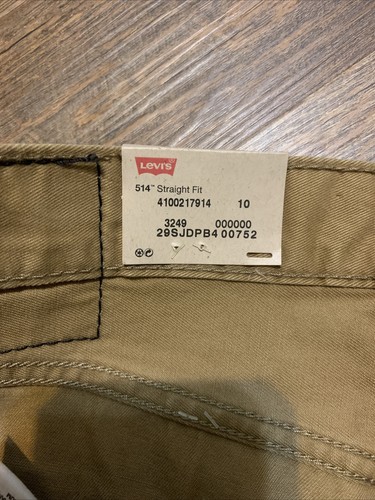 LEVI'S
514™ Straight Fit
4100217914 10
3249 000000
29SJDPB4 00752